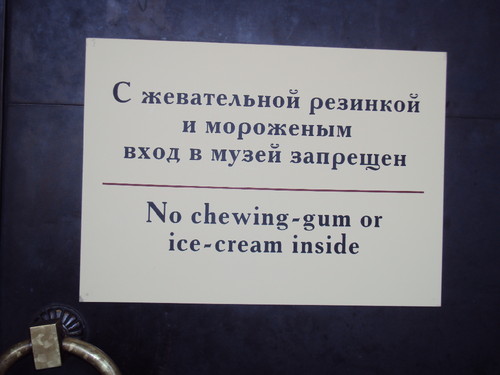 С жевательной резинкой
и мороженым
вход в музей запрещен
No chewing-gum or
ice-cream inside